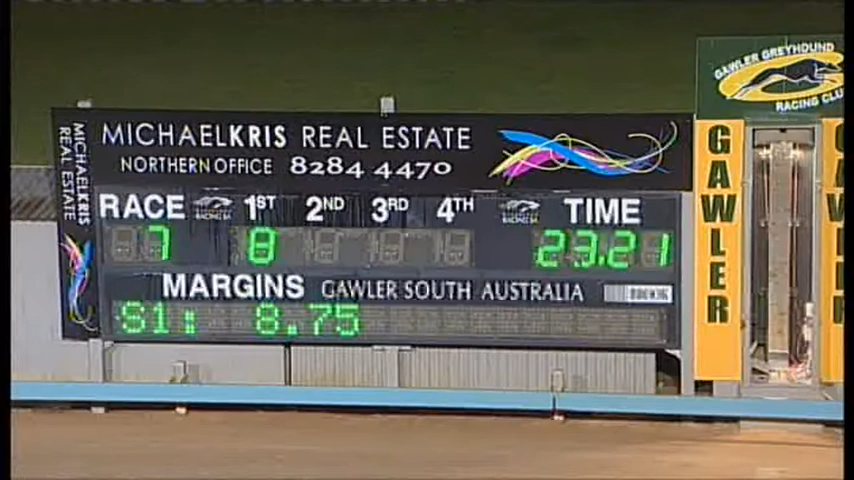 GAWLER GREYHOUND
RACING CLUB
MICHAELKRIS REAL ESTATE
NORTHERN OFFICE 8284 4470
MICHAELKRIS
REAL ESTATE
RACE 1ST 2ND 3RD 4TH TIME
7 8 23.21
MARGINS GAWLER SOUTH AUSTRALIA
S1: 8.75
GAWLER
GAWLER